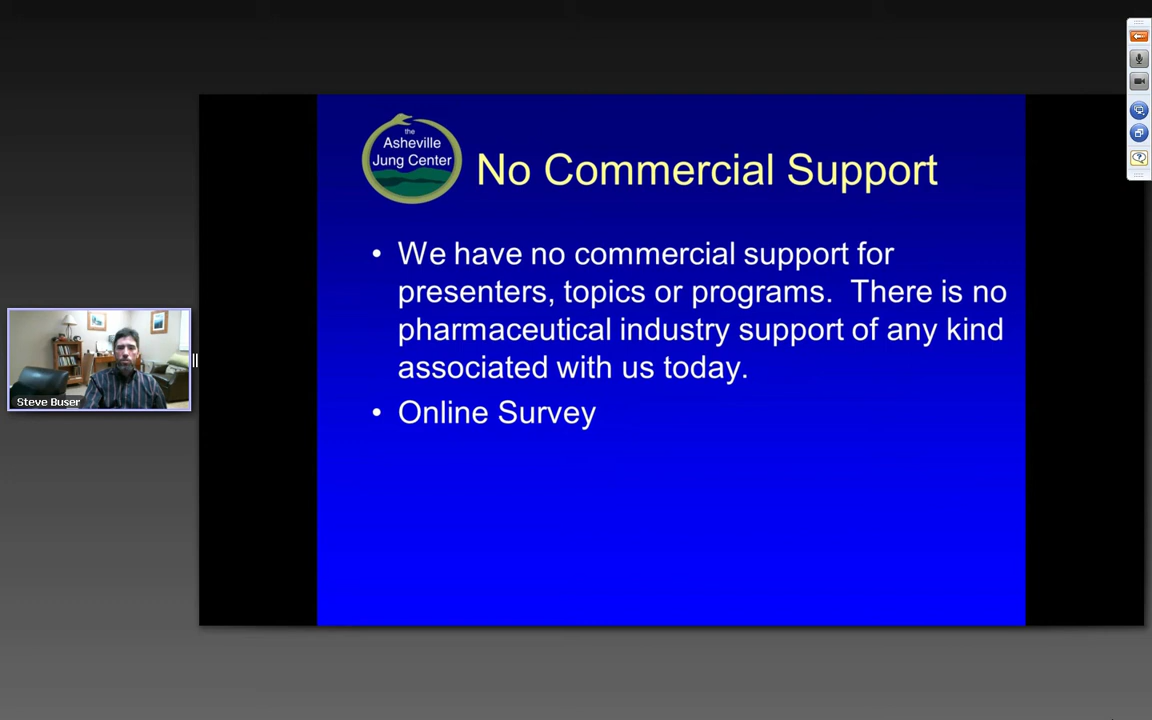 the
Asheville
Jung Center
No Commercial Support
• We have no commercial support for
presenters, topics or programs.  There is no
pharmaceutical industry support of any kind
associated with us today.
• Online Survey
Steve Buser